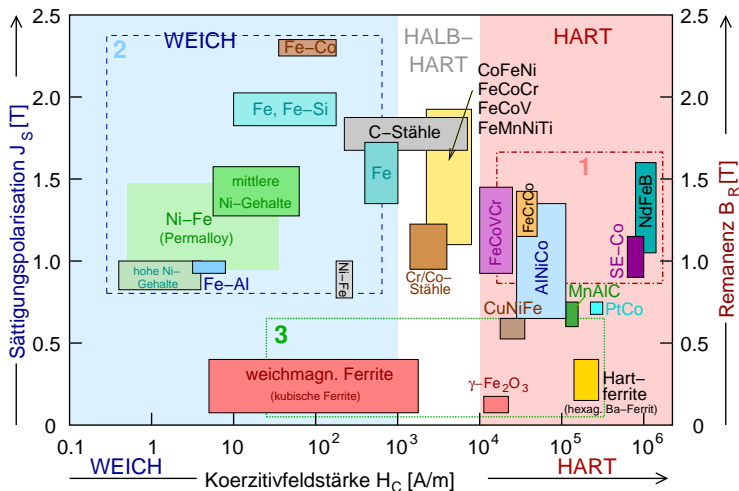 WEICH
HALB–
HART
HART
2
Fe–Co
CoFeNi
FeCoCr
FeCoV
FeMnNiTi
Fe, Fe–Si
C–Stähle
Fe
1
mittlere
Ni–Gehalte
Ni–Fe
(Permalloy)
hohe Ni–
Gehalte
Fe–Al
Ni–Fe
Cr/Co–
Stähle
FeCoVCr
FeCrCo
AlNiCo
NdFeB
SE–Co
MnAlC
PtCo
CuNiFe
3
weichmagn. Ferrite
(kubische Ferrite)
γ–Fe2O3
Hart–
ferrite
(hexag. Ba–Ferrit)
Sättigungspolarisation J S [T]
2.5
2.0
1.5
1.0
0.5
0
Remanenz B R [T]
2.5
2.0
1.5
1.0
0.5
0
0.1 1 10 10^2 10^3 10^4 10^5 10^6
WEICH
Koerzitivfeldstärke H C [A/m]
HART